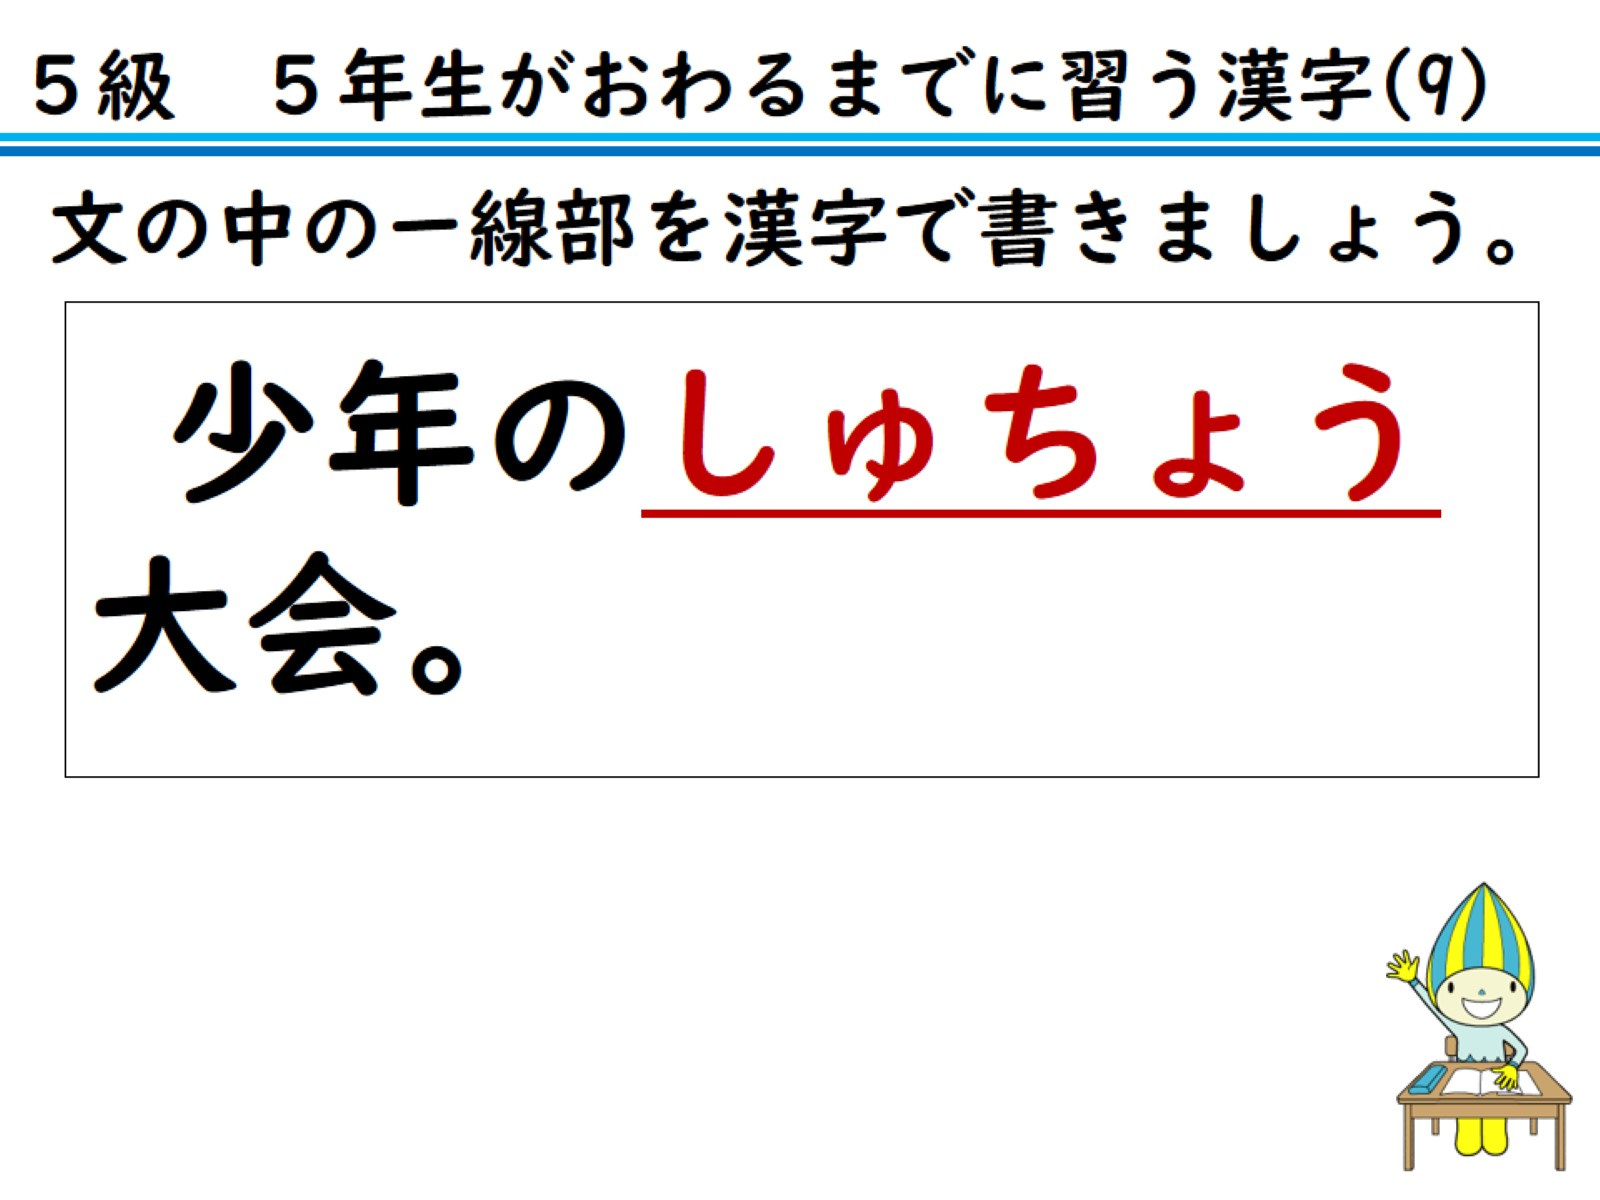 ５級　５年生がおわるまでに習う漢字(9)
文の中の―線部を漢字で書きましょう。
少年のしゅちょう
大会。